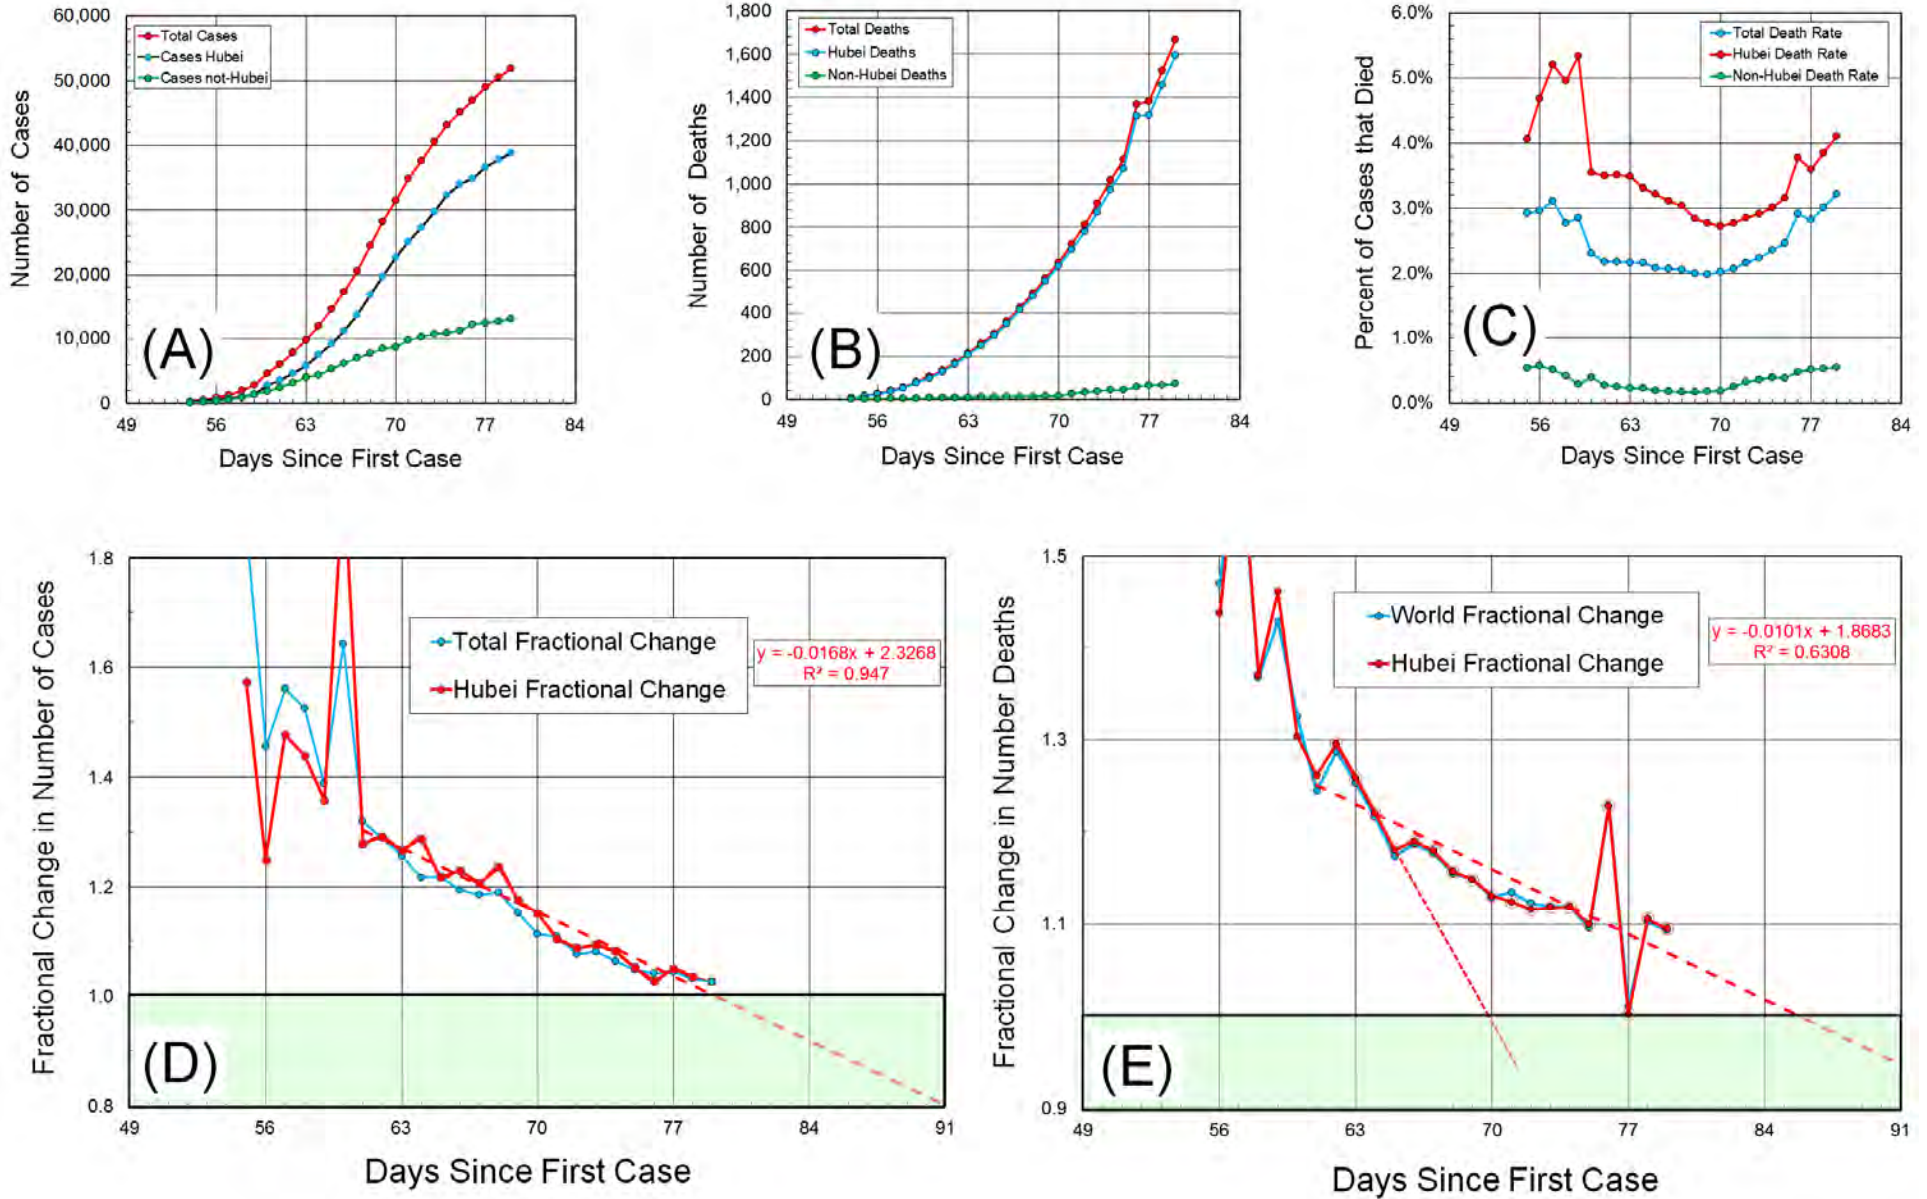 60,000
50,000
40,000
30,000
20,000
10,000
0
Number of Cases
Total Cases
Cases Hubei
Cases not-Hubei
(A)
49 56 63 70 77 84
Days Since First Case
1,800
1,600
1,400
1,200
1,000
800
600
400
200
0
Number of Deaths
Total Deaths
Hubei Deaths
Non-Hubei Deaths
(B)
49 56 63 70 77 84
Days Since First Case
6.0%
5.0%
4.0%
3.0%
2.0%
1.0%
0.0%
Percent of Cases that Died
Total Death Rate
Hubei Death Rate
Non-Hubei Death Rate
(C)
49 56 63 70 77 84
Days Since First Case
1.8
1.6
1.4
1.2
1.0
0.8
Fractional Change in Number of Cases
Total Fractional Change
Hubei Fractional Change
y = -0.0168x + 2.3268
R² = 0.947
(D)
49 56 63 70 77 84 91
Days Since First Case
1.5
1.3
1.1
0.9
Fractional Change in Number Deaths
World Fractional Change
Hubei Fractional Change
y = -0.0101x + 1.8683
R² = 0.6308
(E)
49 56 63 70 77 84 91
Days Since First Case